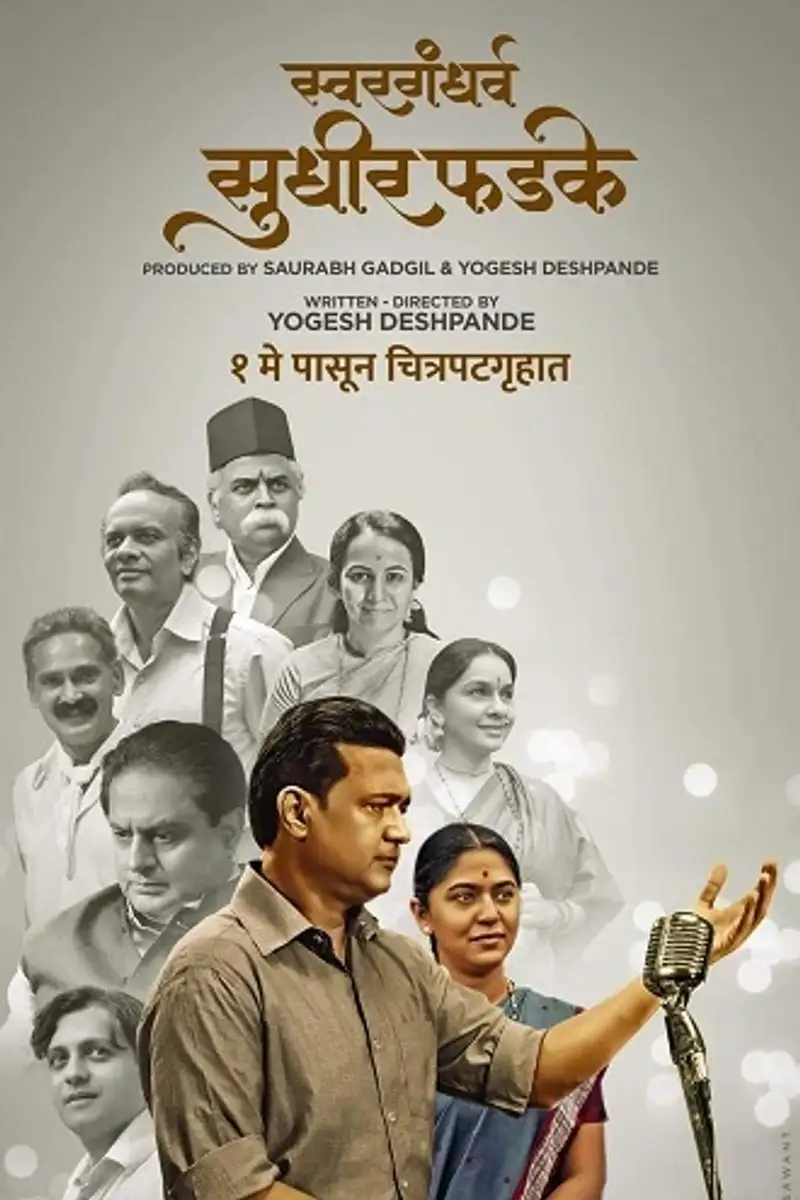 स्वरगंधर्व
सुधीर फडके
PRODUCED BY SAURABH GADGIL & YOGESH DESHPANDE
WRITTEN - DIRECTED BY
YOGESH DESHPANDE
१ मे पासून चित्रपटगृहात